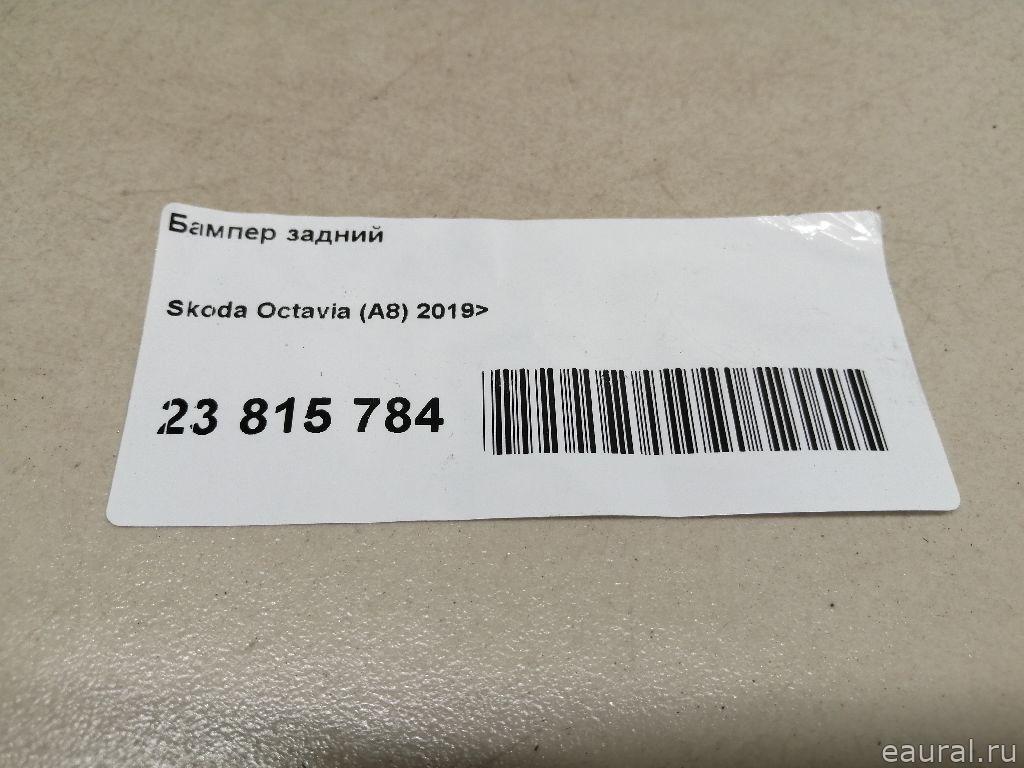 Бампер задний
Skoda Octavia (A8) 2019>
23 815 784
eaural.ru